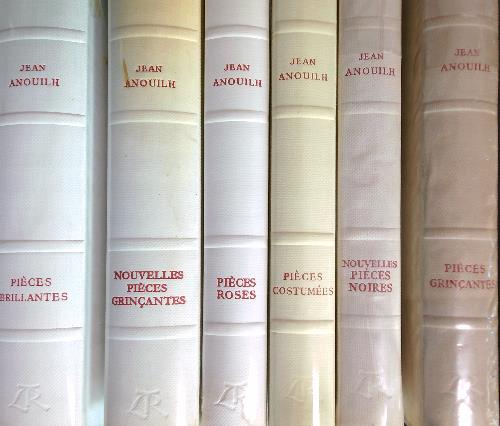 JEAN
ANOUILH
PIÈCES
BRILLANTES
JEAN
ANOUILH
NOUVELLES
PIÈCES
GRINÇANTES
JEAN
ANOUILH
PIÈCES
ROSES
JEAN
ANOUILH
PIÈCES
COSTUMÉES
JEAN
ANOUILH
NOUVELLES
PIÈCES
NOIRES
JEAN
ANOUILH
PIÈCES
GRINÇANTES